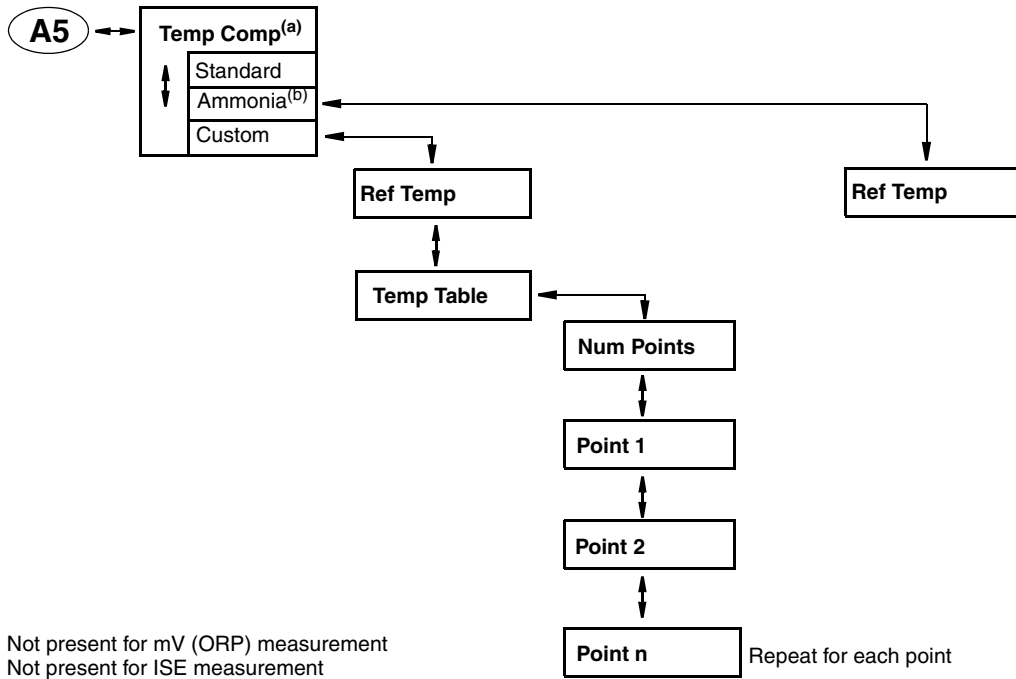 A5
Temp Comp(a)
Standard
Ammonia(b)
Custom
Ref Temp
Ref Temp
Temp Table
Num Points
Point 1
Point 2
Point n
Repeat for each point
Not present for mV (ORP) measurement
Not present for ISE measurement